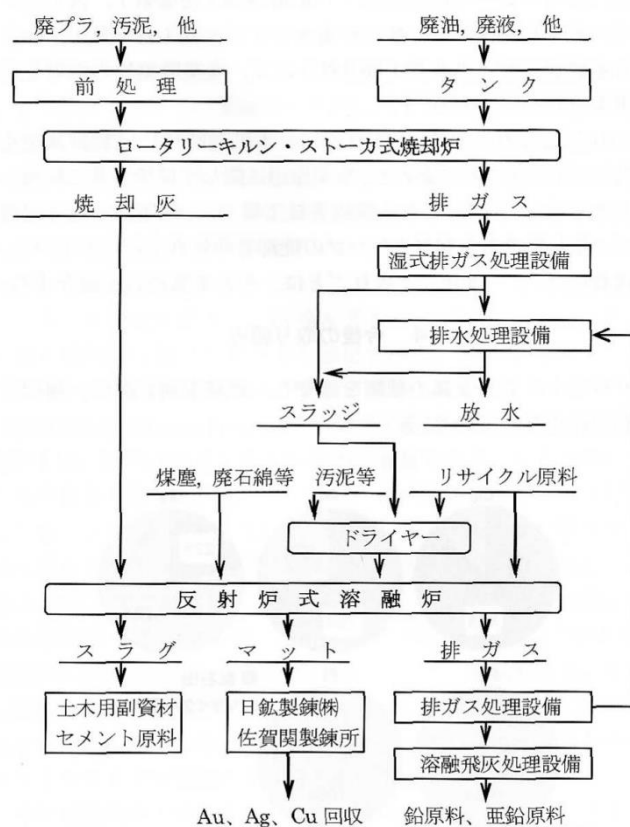 廃プラ, 汚泥, 他
廃油, 廃液, 他
前処理
タンク
ロータリーキルン・ストーカ式焼却炉
焼却灰
排ガス
湿式排ガス処理設備
排水処理設備
スラッジ
放水
煤塵, 廃石綿等
汚泥等
リサイクル原料
ドライヤー
反射炉式溶融炉
スラグ
マット
排ガス
土木用副資材
セメント原料
日鉱製錬㈱
佐賀関製錬所
排ガス処理設備
溶融飛灰処理設備
Au、Ag、Cu 回収
鉛原料、亜鉛原料